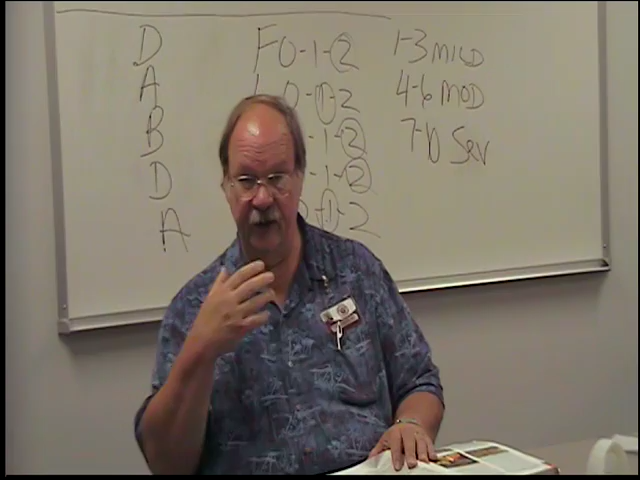 D F0-1-2 1-3 MILD
A L 0-1-2 4-6 MOD
B -1-2 7-10 Sev
D -1-2
A -1-2